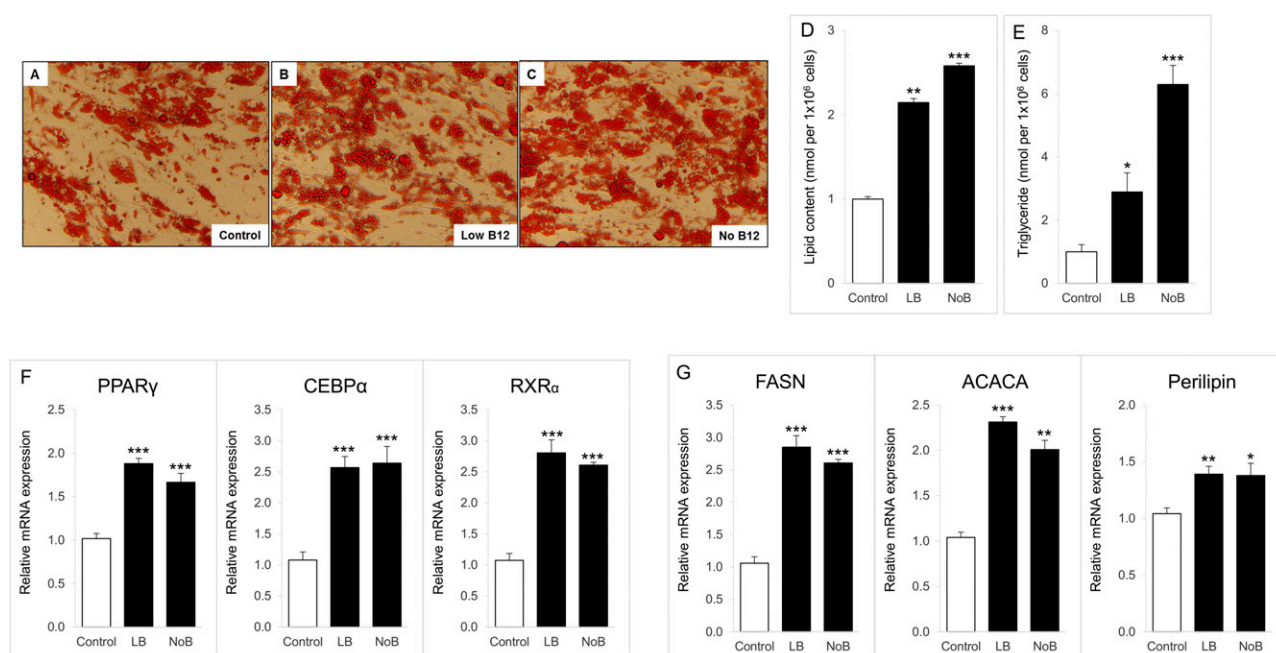 A
Control
B
Low B12
C
No B12
D
Lipid content (nmol per 1x10⁶ cells)
3
2
1
0
**
***
Control LB NoB
E
Triglyceride (nmol per 1x10⁶ cells)
8
6
4
2
0
*
***
Control LB NoB
F
PPARγ
Relative mRNA expression
2.5
2.0
1.5
1.0
0.5
0.0
***
***
Control LB NoB
CEBPα
Relative mRNA expression
3.5
3.0
2.5
2.0
1.5
1.0
0.5
0.0
***
***
Control LB NoB
RXRα
Relative mRNA expression
3.5
3.0
2.5
2.0
1.5
1.0
0.5
0.0
***
***
Control LB NoB
G
FASN
Relative mRNA expression
3.5
3.0
2.5
2.0
1.5
1.0
0.5
0.0
***
***
Control LB NoB
ACACA
Relative mRNA expression
2.5
2.0
1.5
1.0
0.5
0.0
***
**
Control LB NoB
Perilipin
Relative mRNA expression
2.0
1.5
1.0
0.5
0.0
**
*
Control LB NoB